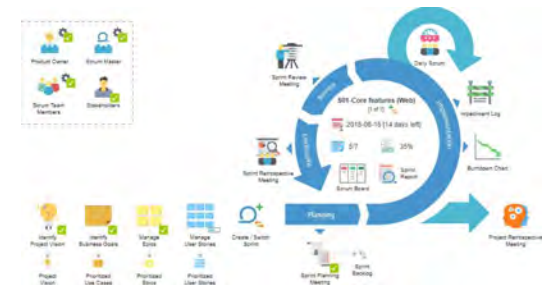 Product Owner
Scrum Master
Scrum Team
Members
Stakeholders
Daily Scrum
Sprint Review
Meeting
Review
Implementation
S01-Core features (Web)
[1 of 1]
2018-06-15 [14 days left]
35%
Scrum Board
Sprint
Report
Impediment Log
Burndown Chart
Sprint Retrospective
Meeting
Retrospect
Planning
Identify
Project Vision
Identify
Business Goals
Manage
Epics
Manage
User Stories
Create / Switch
Sprint
Project
Vision
Prioritized
Use Cases
Prioritized
Epics
Prioritized
User Stories
Sprint Planning
Meeting
Sprint
Backlog
Project Retrospective
Meeting